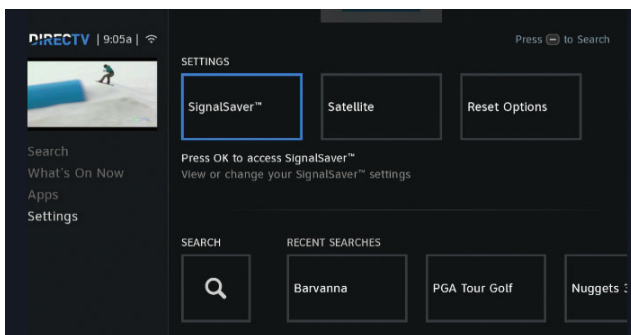 DIRECTV | 9:05a |
Press to Search
SETTINGS
SignalSaver™
Satellite
Reset Options
Press OK to access SignalSaver™
View or change your SignalSaver™ settings
Search
What's On Now
Apps
Settings
SEARCH
RECENT SEARCHES
Barvanna
PGA Tour Golf
Nuggets